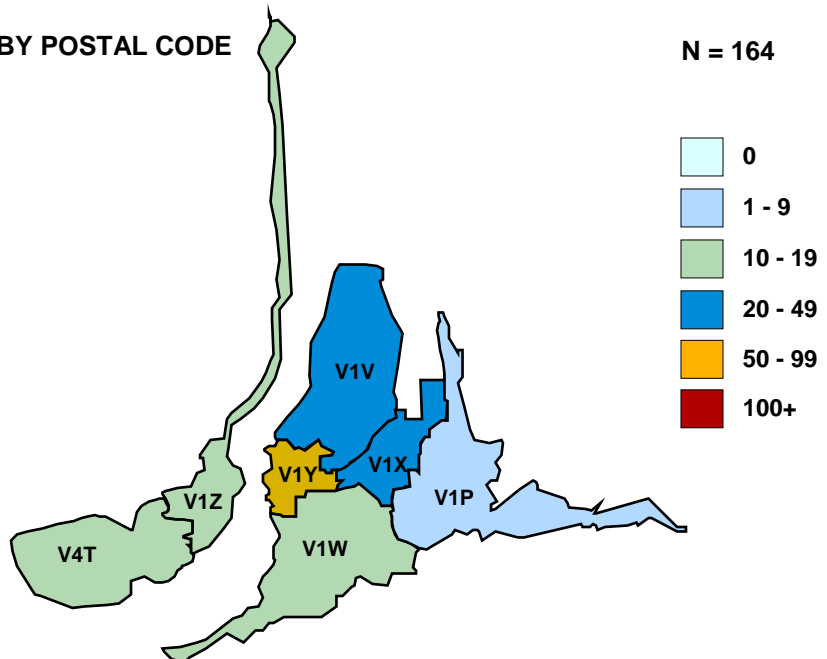 BY POSTAL CODE
N = 164
0
1 - 9
10 - 19
20 - 49
50 - 99
100+
V1V
V1X
V1Y
V1P
V1Z
V1W
V4T